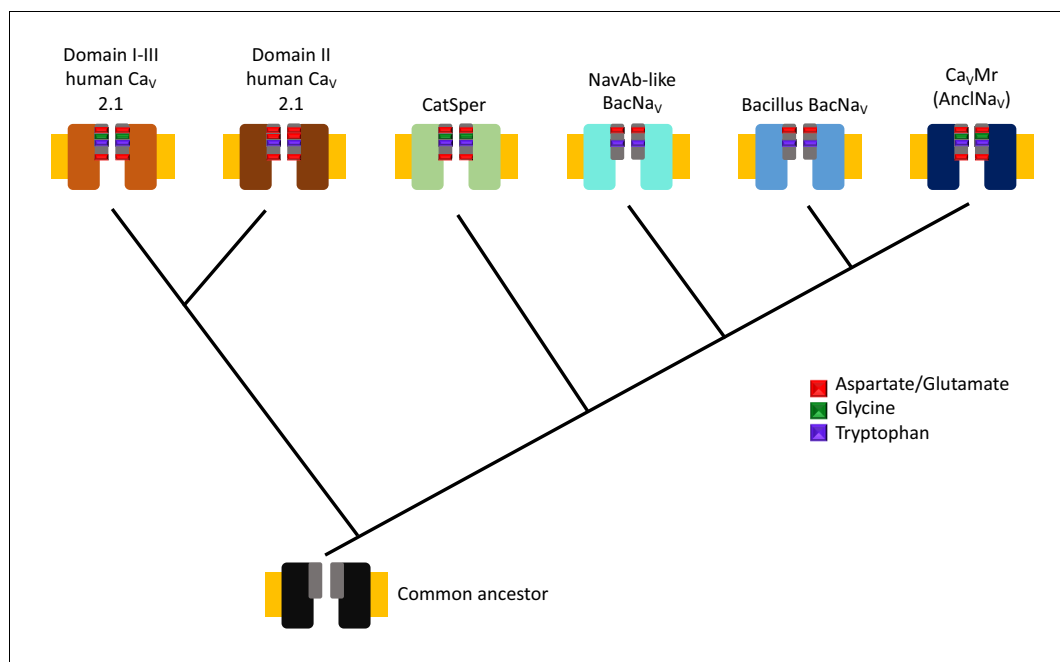 Domain I-III
human Caᵥ
2.1
Domain II
human Caᵥ
2.1
CatSper
NavAb-like
BacNaᵥ
Bacillus BacNaᵥ
CaᵥMr
(AnclNaᵥ)
Aspartate/Glutamate
Glycine
Tryptophan
Common ancestor